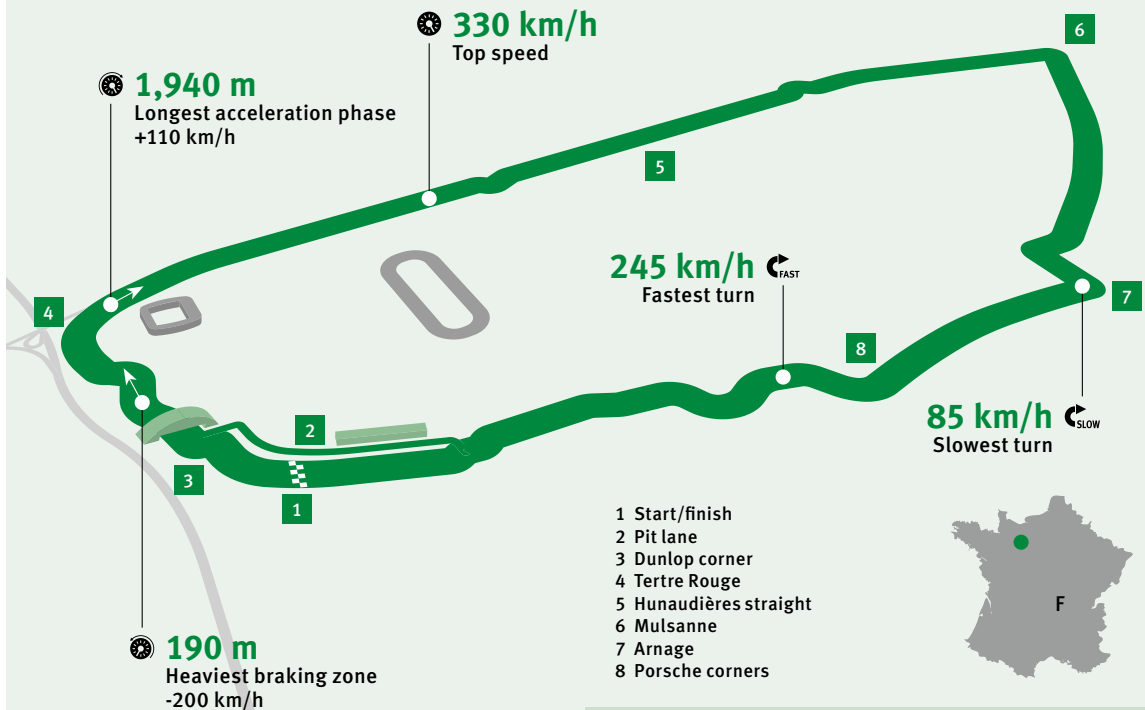 330 km/h
Top speed
6
1,940 m
Longest acceleration phase
+110 km/h
5
245 km/h
FAST
Fastest turn
4
7
8
85 km/h
SLOW
Slowest turn
2
3
1
1 Start/finish
2 Pit lane
3 Dunlop corner
4 Tertre Rouge
5 Hunaudières straight
6 Mulsanne
7 Arnage
8 Porsche corners
F
190 m
Heaviest braking zone
-200 km/h